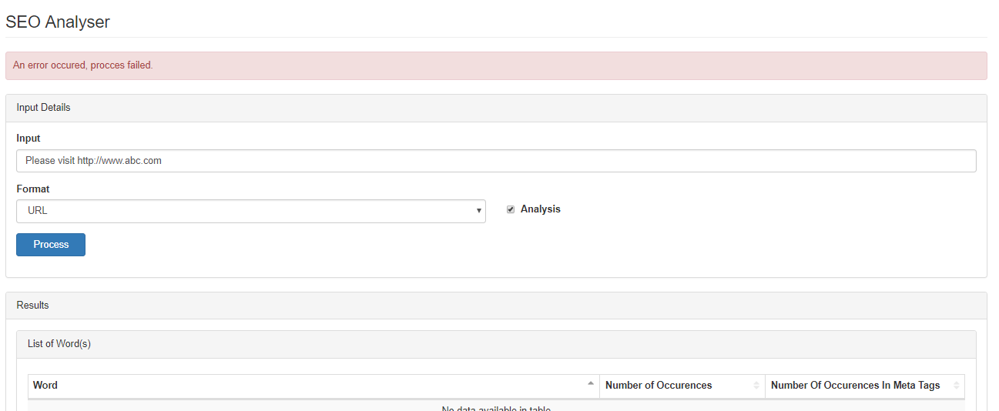 SEO Analyser
An error occured, procces failed.
Input Details
Input
Please visit http://www.abc.com
Format
URL
Analysis
Process
Results
List of Word(s)
Word Number of Occurences Number Of Occurences In Meta Tags
No data available in table